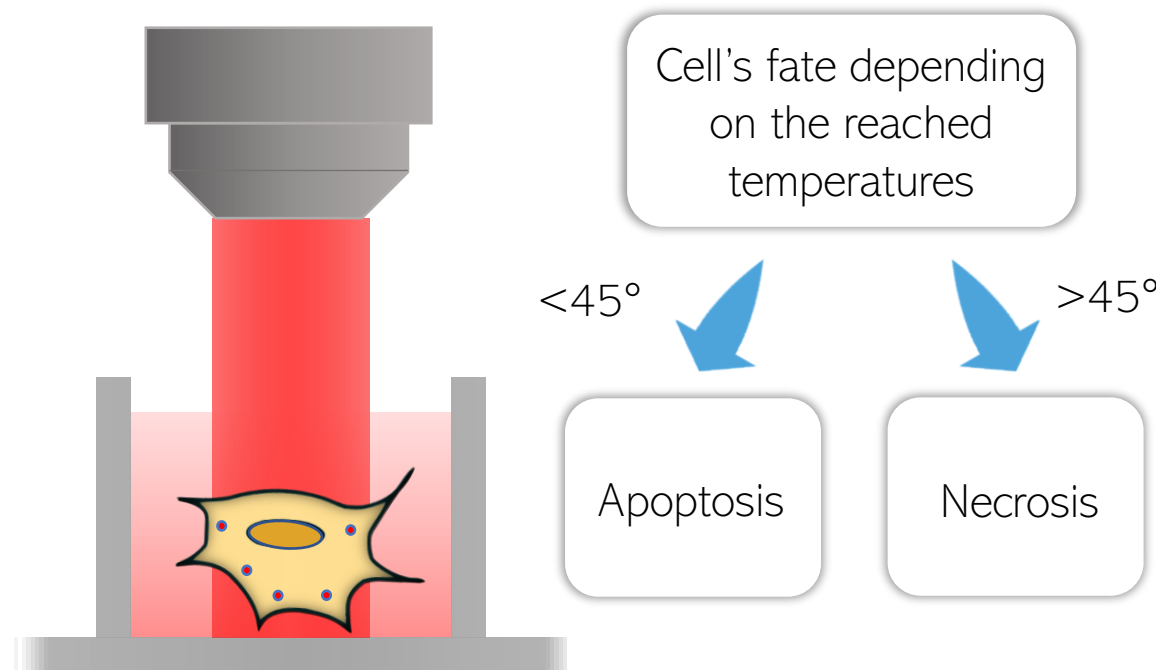 Cell’s fate depending
on the reached
temperatures
<45°
>45°
Apoptosis
Necrosis